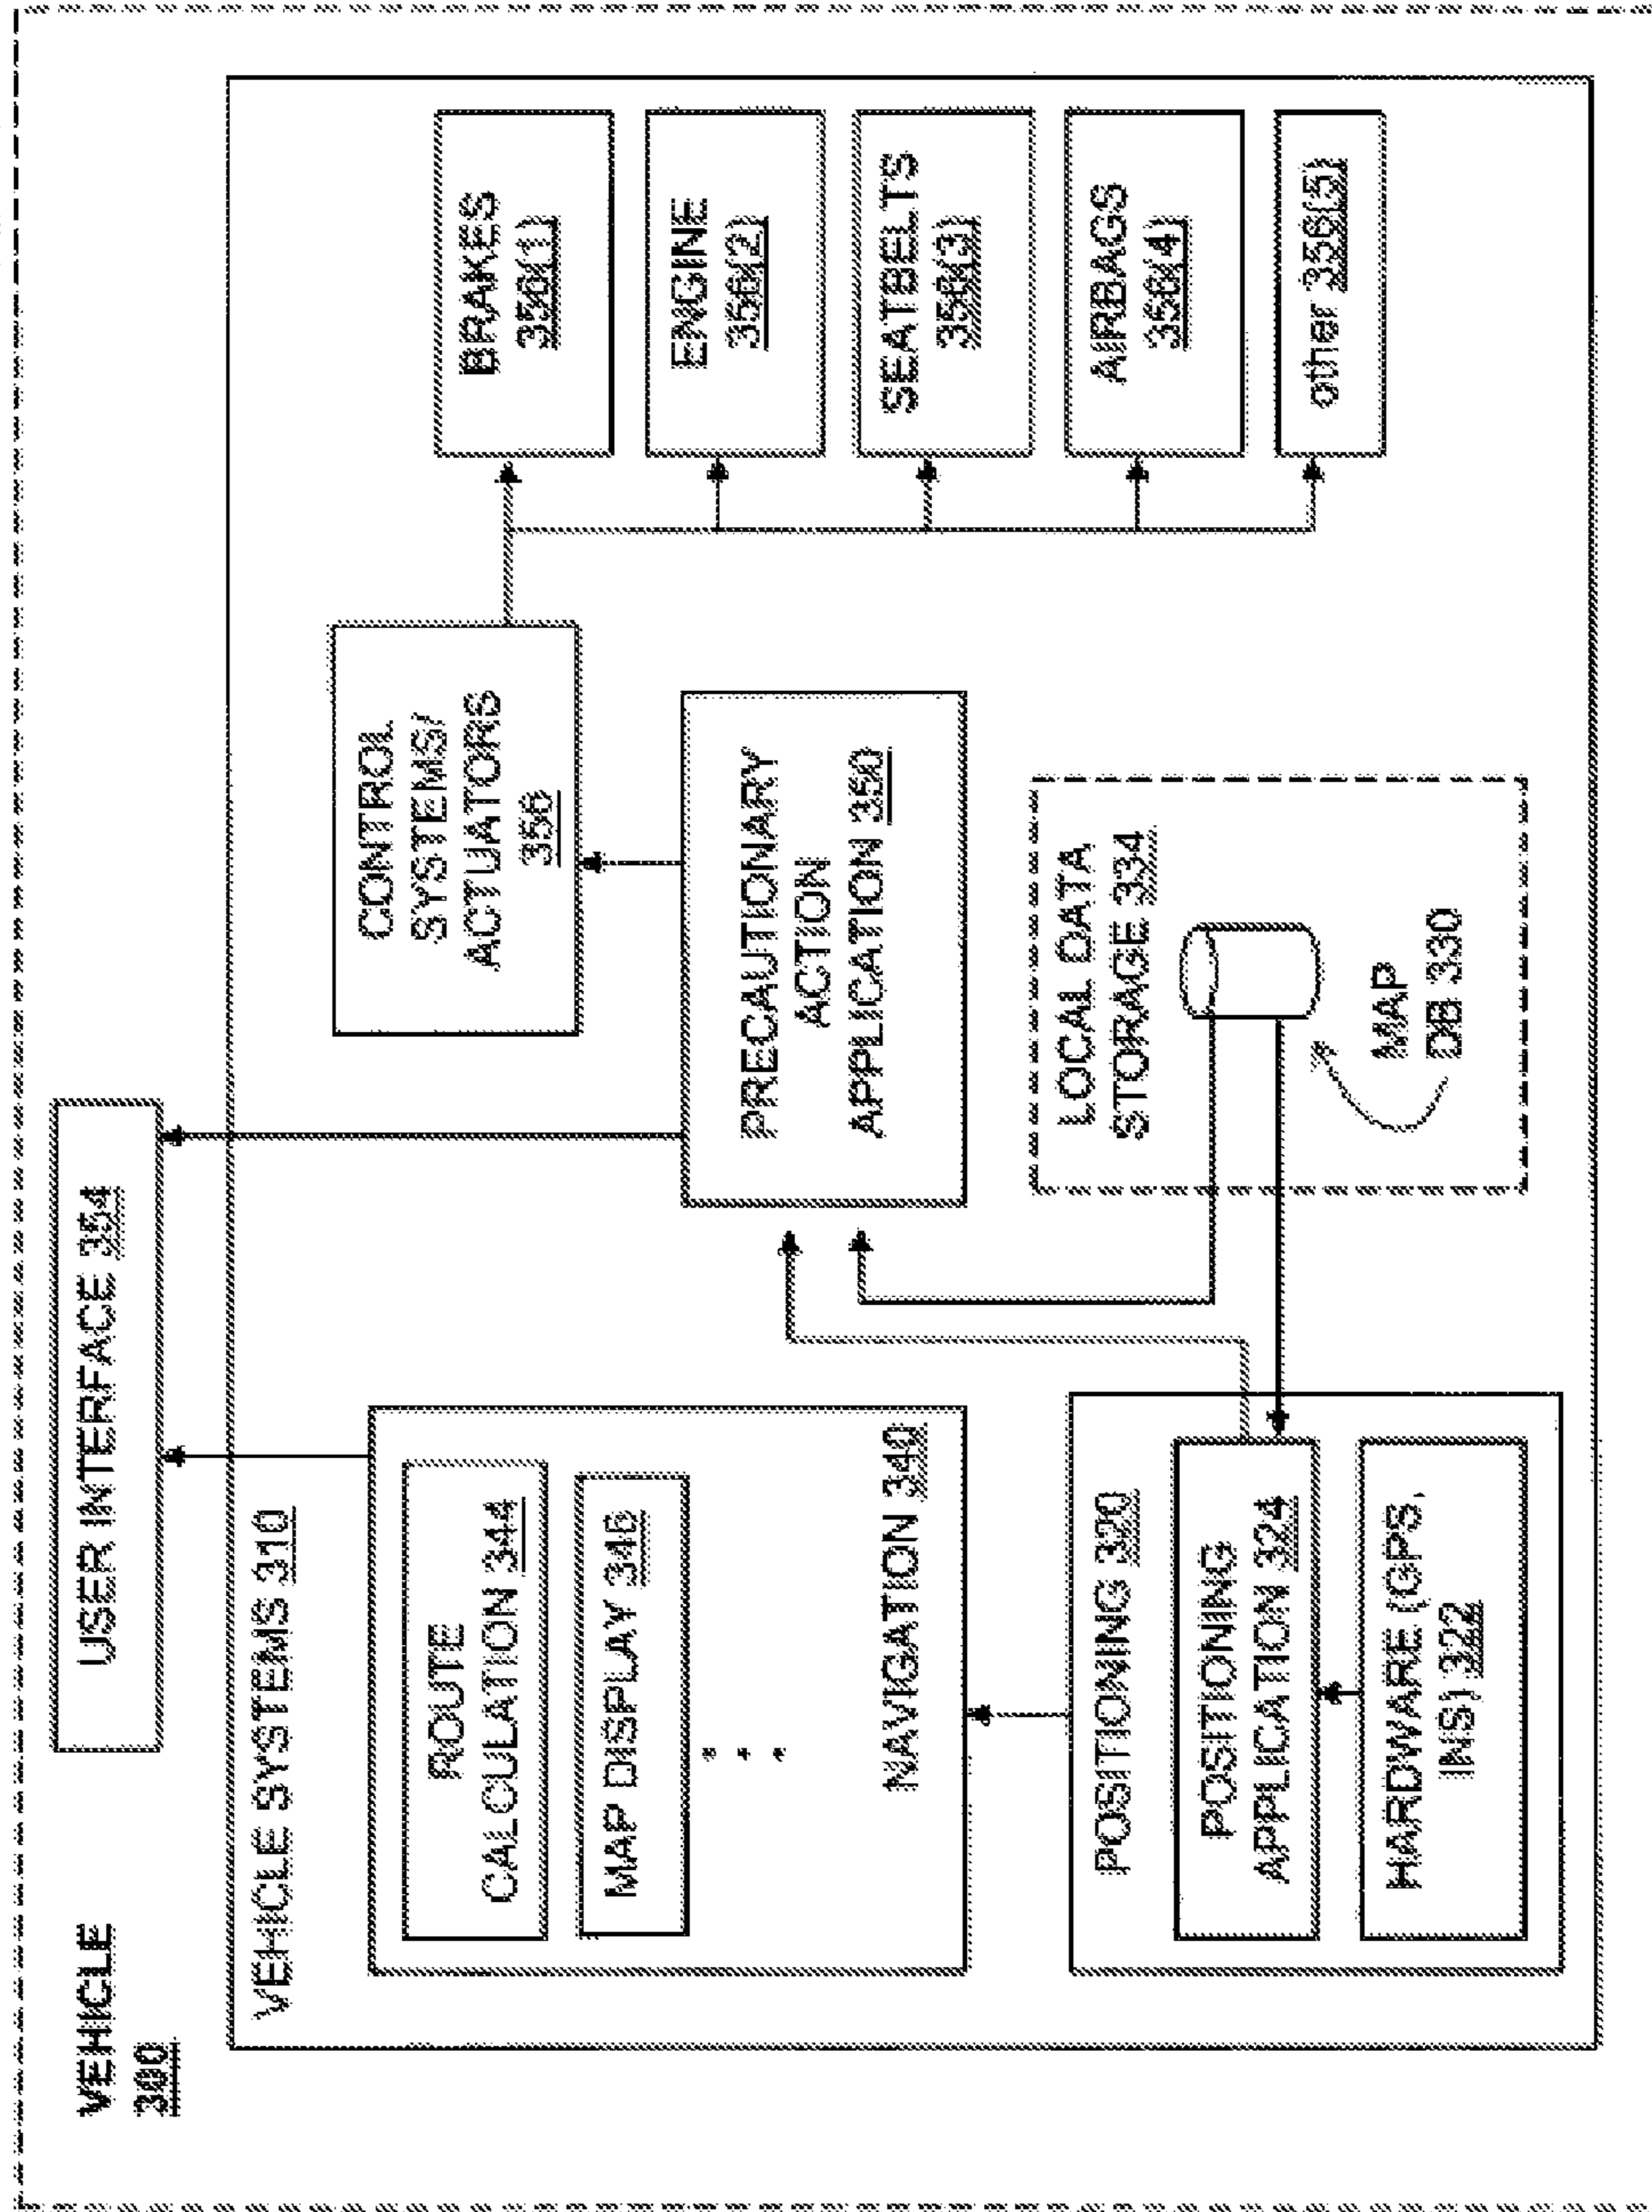 VEHICLE
300
USER INTERFACE 354
VEHICLE SYSTEMS 310
ROUTE
CALCULATION 344
MAP DISPLAY 346
NAVIGATION 340
POSITIONING 320
POSITIONING
APPLICATION 324
HARDWARE (GPS,
INS) 322
CONTROL
SYSTEMS/
ACTUATORS
356
PRECAUTIONARY
ACTION
APPLICATION 350
LOCAL DATA
STORAGE 334
MAP
DB 330
BRAKES
356(1)
ENGINE
356(2)
SEATBELTS
356(3)
AIRBAGS
356(4)
other 356(5)